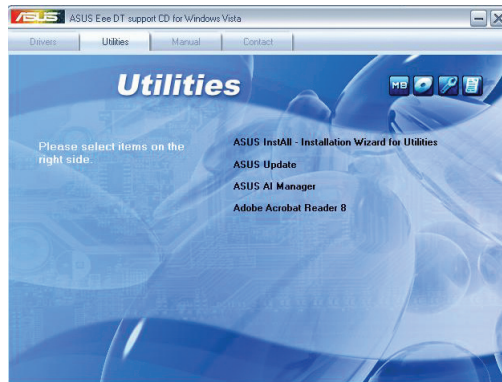 ASUS ASUS Eee DT support CD for Windows Vista
Drivers Utilities Manual Contact
Utilities
MB
Please select items on the
right side.
ASUS InstAll - Installation Wizard for Utilities
ASUS Update
ASUS AI Manager
Adobe Acrobat Reader 8